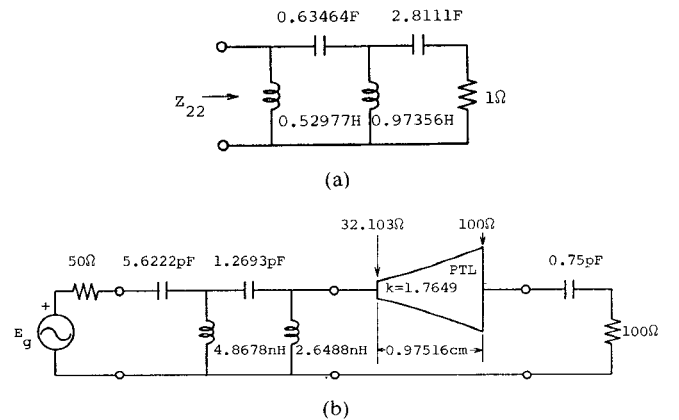 0.63464F 2.8111F
Z22
0.52977H 0.97356H
1Ω
(a)
32.103Ω 100Ω
50Ω 5.6222pF 1.2693pF PTL 0.75pF
k=1.7649
+
Eg
4.8678nH 2.6488nH 0.97516cm 100Ω
(b)